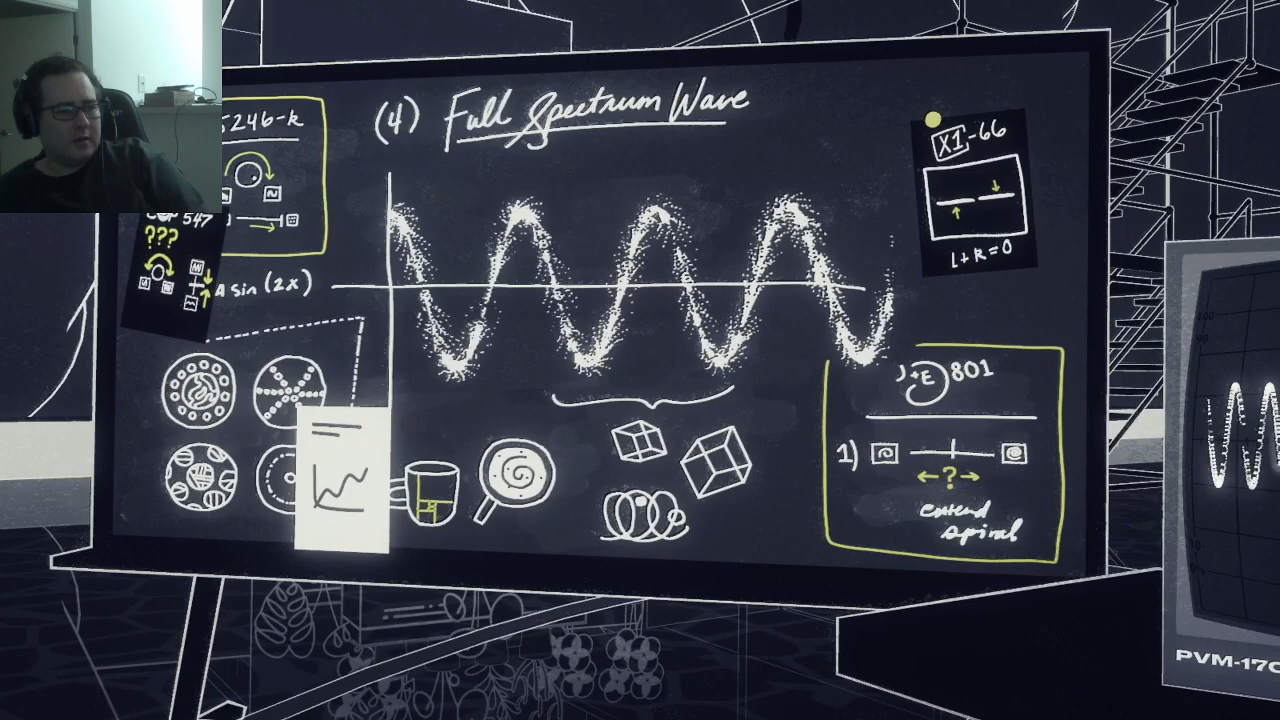 5246-k
(4) Full Spectrum Wave
X1-66
L+R=0
547
???
A sin (2x)
J+E 801
1)
←?→
extend
spiral
PVM-170